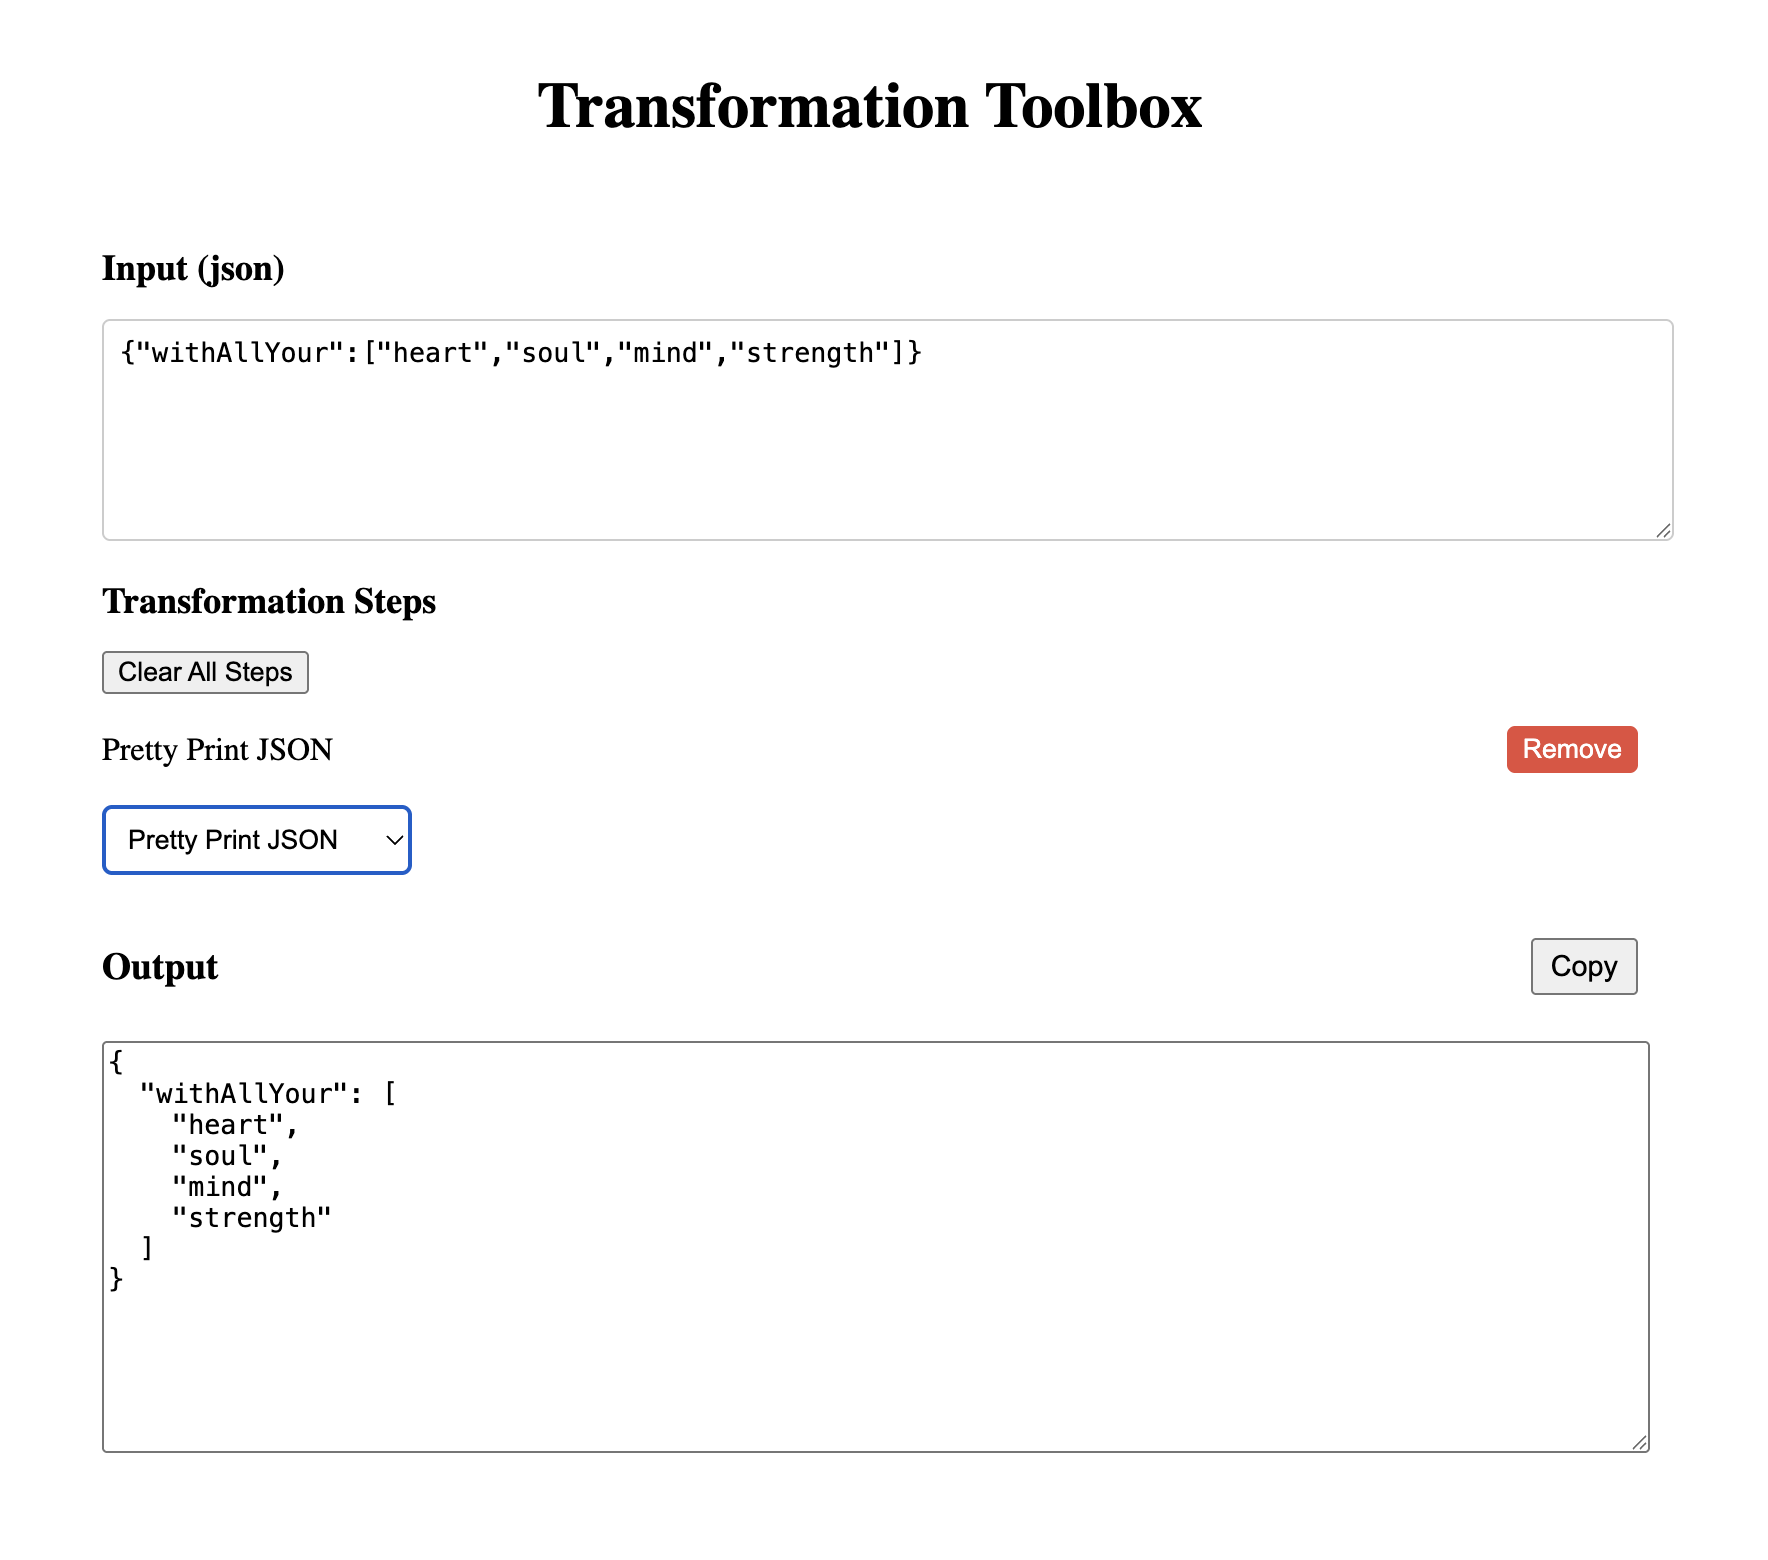 Transformation Toolbox
Input (json)
{"withAllYour":["heart","soul","mind","strength"]}
Transformation Steps
Clear All Steps
Pretty Print JSON
Remove
Pretty Print JSON
Output
Copy
{
  "withAllYour": [
    "heart",
    "soul",
    "mind",
    "strength"
  ]
}